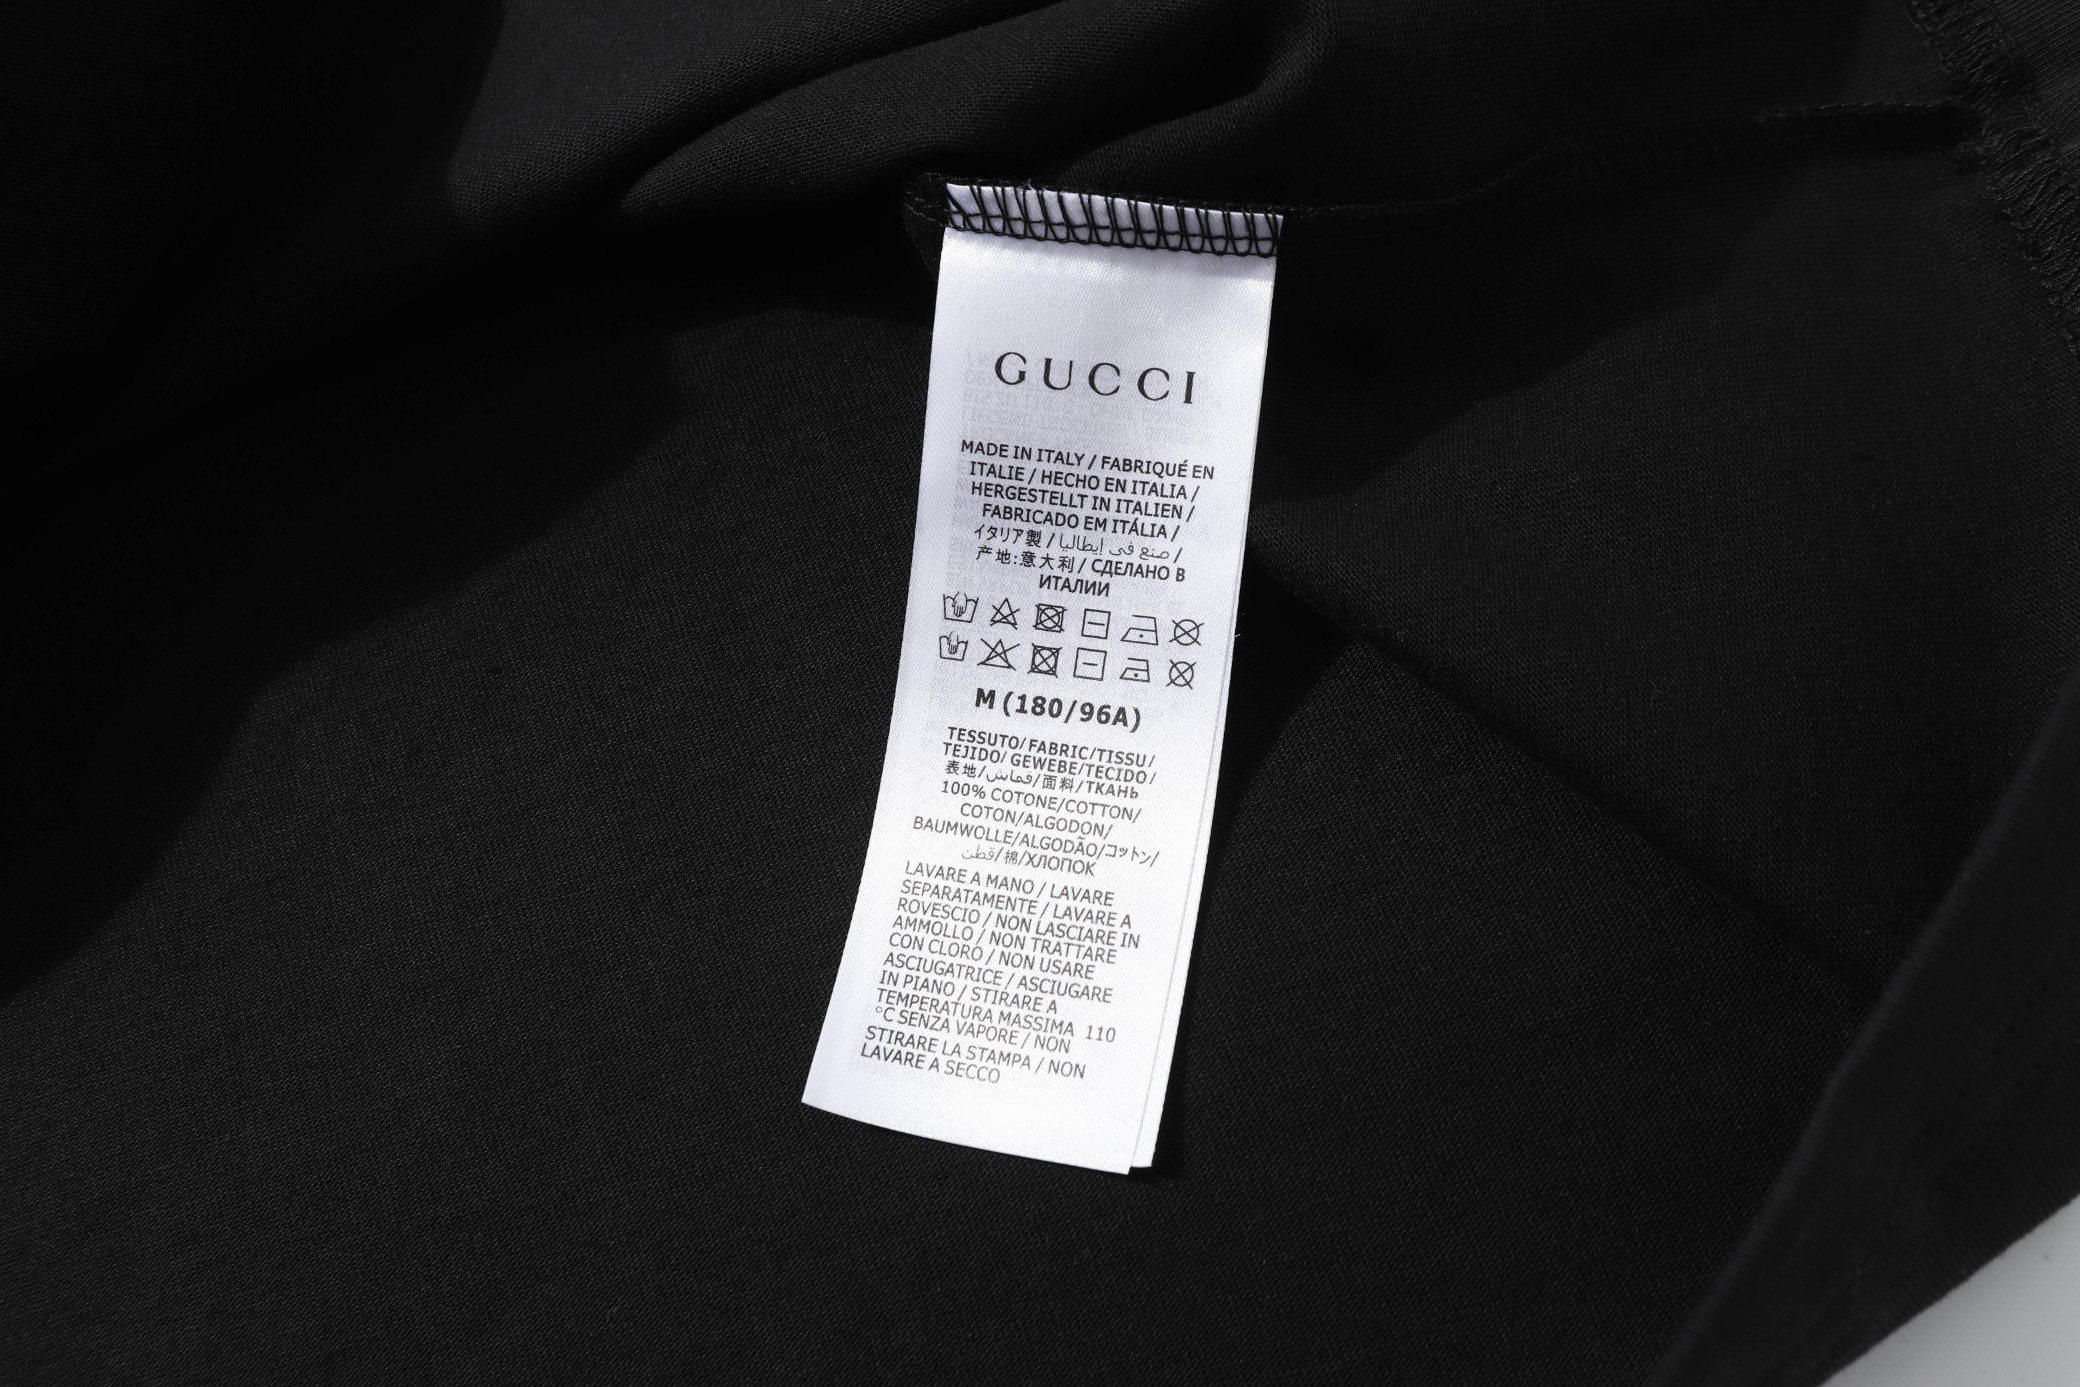 GUCCI
MADE IN ITALY / FABRIQUÉ EN
ITALIE / HECHO EN ITALIA /
HERGESTELLT IN ITALIEN /
FABRICADO EM ITÁLIA /
イタリア製 / صنع في إيطاليا /
产地:意大利 / СДЕЛАНО В
ИТАЛИИ
M (180/96A)
TESSUTO/FABRIC/TISSU/
TEJIDO/GEWEBE/TECIDO/
表地/قماش/面料/ТКАНЬ
100% COTONE/COTTON/
COTON/ALGODON/
BAUMWOLLE/ALGODÃO/コットン/
قطن/棉/ХЛОПОК
LAVARE A MANO / LAVARE
SEPARATAMENTE / LAVARE A
ROVESCIO / NON LASCIARE IN
AMMOLLO / NON TRATTARE
CON CLORO / NON USARE
ASCIUGATRICE / ASCIUGARE
IN PIANO / STIRARE A
TEMPERATURA MASSIMA 110
°C SENZA VAPORE / NON
STIRARE LA STAMPA / NON
LAVARE A SECCO